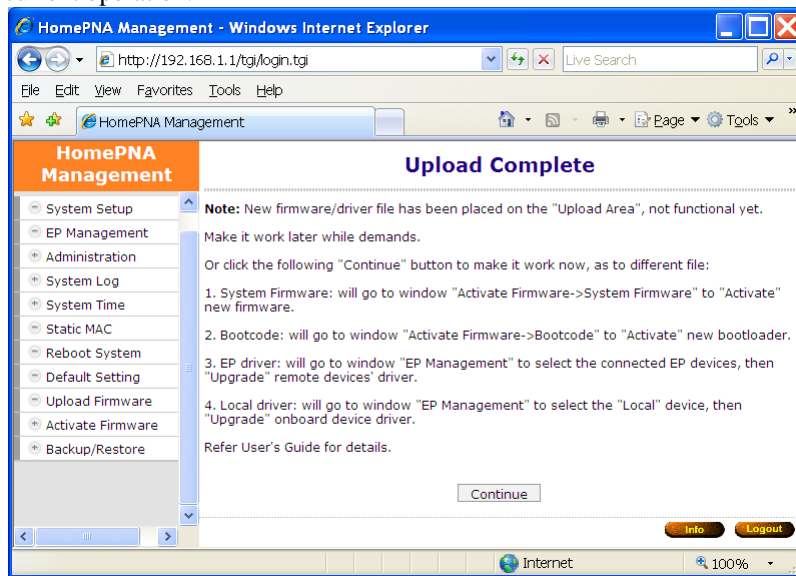 HomePNA Management - Windows Internet Explorer
http://192.168.1.1/tgi/login.tgi
Live Search
File Edit View Favorites Tools Help
HomePNA Management
Page Tools »
HomePNA
Management
Upload Complete
System Setup
EP Management
Administration
System Log
System Time
Static MAC
Reboot System
Default Setting
Upload Firmware
Activate Firmware
Backup/Restore
Note: New firmware/driver file has been placed on the "Upload Area", not functional yet.
Make it work later while demands.
Or click the following "Continue" button to make it work now, as to different file:
1. System Firmware: will go to window "Activate Firmware->System Firmware" to "Activate"
new firmware.
2. Bootcode: will go to window "Activate Firmware->Bootcode" to "Activate" new bootloader.
3. EP driver: will go to window "EP Management" to select the connected EP devices, then
"Upgrade" remote devices' driver.
4. Local driver: will go to window "EP Management" to select the "Local" device, then
"Upgrade" onboard device driver.
Refer User's Guide for details.
Continue
Info Logout
Internet 100%